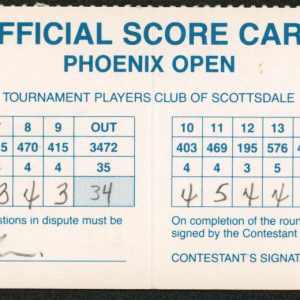 OFFICIAL SCORE CAR
PHOENIX OPEN
TOURNAMENT PLAYERS CLUB OF SCOTTSDALE
7 8 9 OUT 10 11 12 13
5 470 415 3472 403 469 195 576
4 4 35 4 5 3
3 4 3 34 4 5 4 4
stions in dispute must be On completion of the roun
signed by the Contestant
CONTESTANT'S SIGNAT